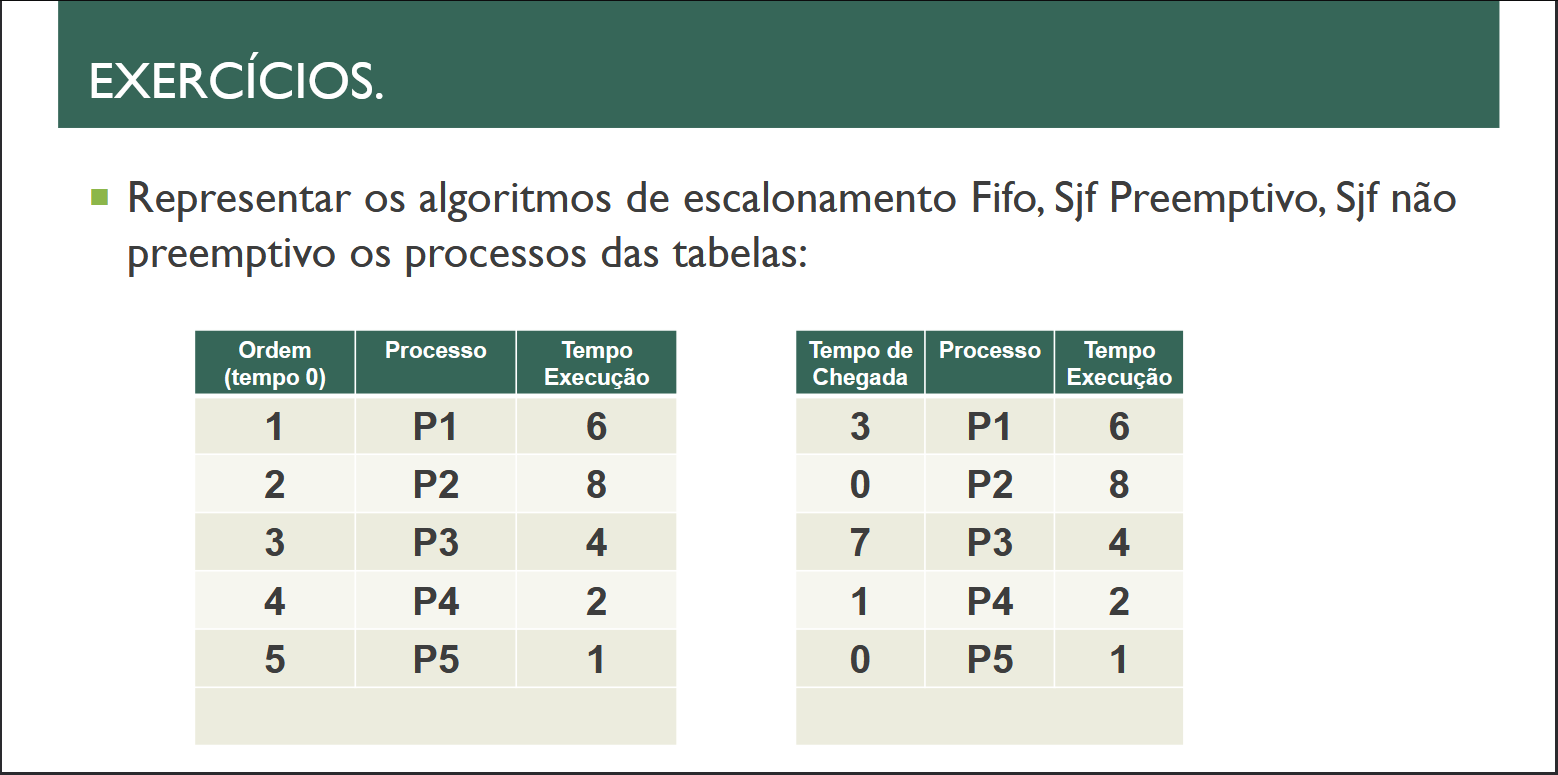 EXERCÍCIOS.
Representar os algoritmos de escalonamento Fifo, Sjf Preemptivo, Sjf não
preemptivo os processos das tabelas:
Ordem (tempo 0) Processo Tempo Execução
1 P1 6
2 P2 8
3 P3 4
4 P4 2
5 P5 1
Tempo de Chegada Processo Tempo Execução
3 P1 6
0 P2 8
7 P3 4
1 P4 2
0 P5 1